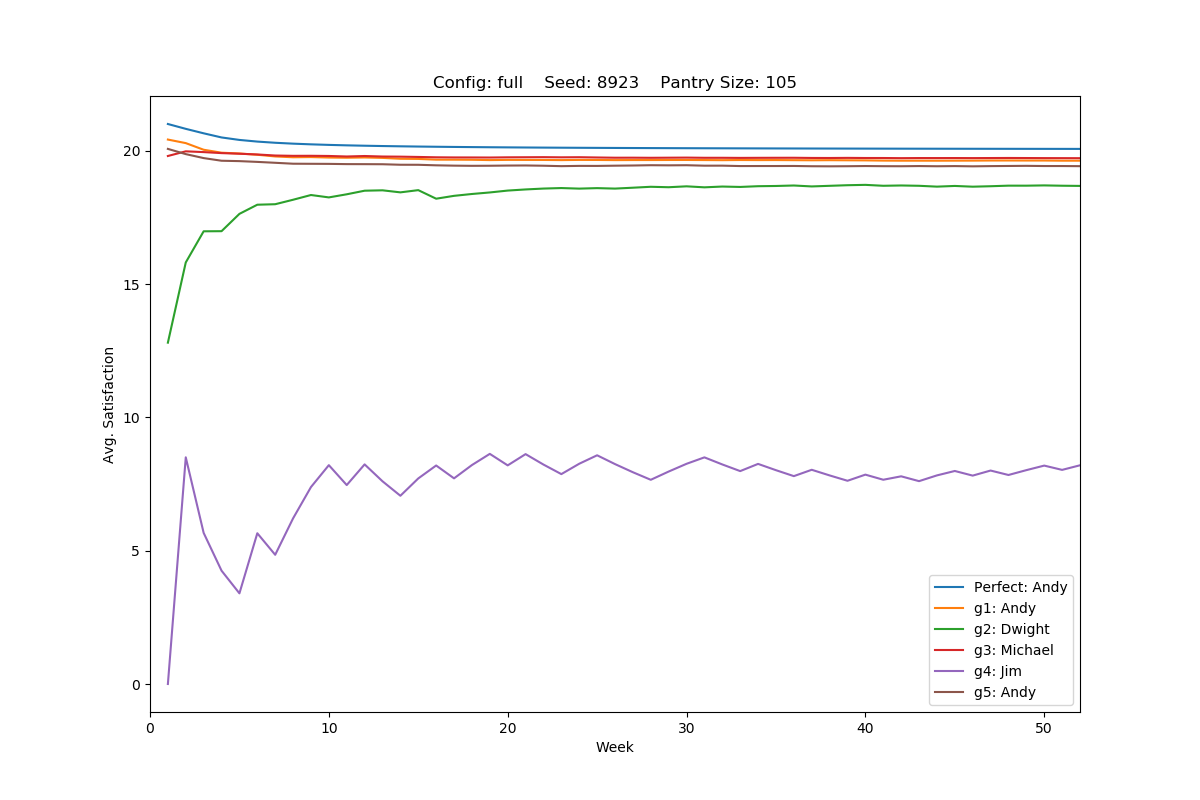 Config: full    Seed: 8923    Pantry Size: 105
20
15
10
5
0
Avg. Satisfaction
0 10 20 30 40 50
Week
Perfect: Andy
g1: Andy
g2: Dwight
g3: Michael
g4: Jim
g5: Andy